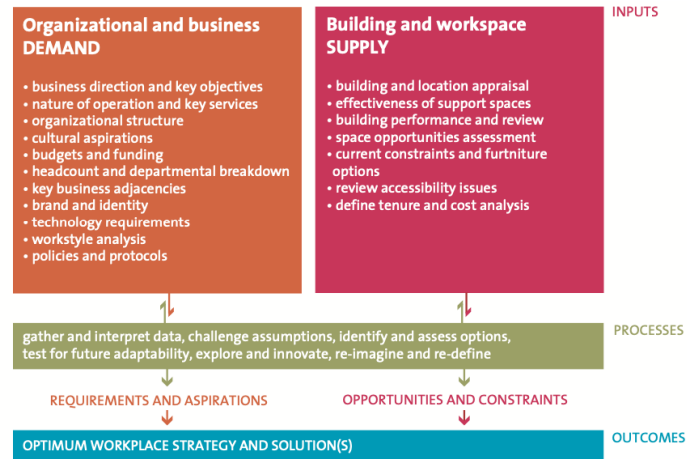 Organizational and business
DEMAND
• business direction and key objectives
• nature of operation and key services
• organizational structure
• cultural aspirations
• budgets and funding
• headcount and departmental breakdown
• key business adjacencies
• brand and identity
• technology requirements
• workstyle analysis
• policies and protocols
Building and workspace
SUPPLY
• building and location appraisal
• effectiveness of support spaces
• building performance and review
• space opportunities assessment
• current constraints and furtniture
options
• review accessibility issues
• define tenure and cost analysis
INPUTS
gather and interpret data, challenge assumptions, identify and assess options,
test for future adaptability, explore and innovate, re-imagine and re-define
PROCESSES
REQUIREMENTS AND ASPIRATIONS
OPPORTUNITIES AND CONSTRAINTS
OPTIMUM WORKPLACE STRATEGY AND SOLUTION(S)
OUTCOMES